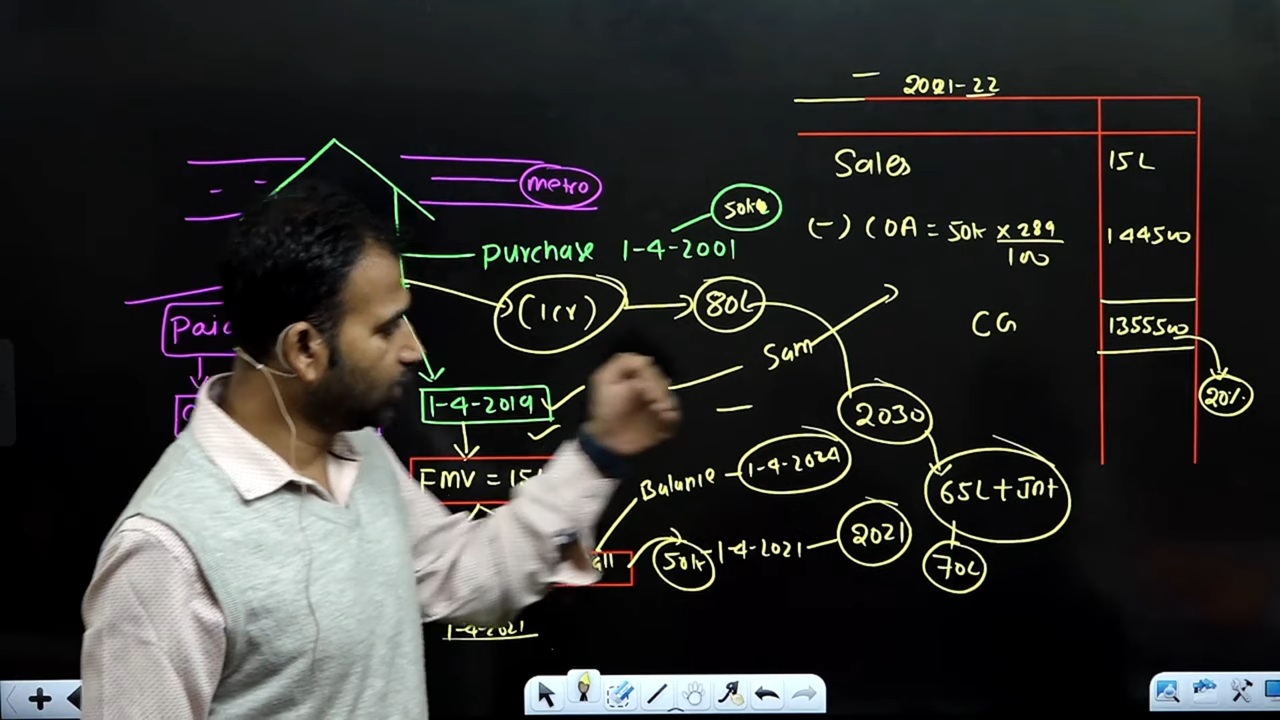 2021-22
Sales 15L
(-) COA = 50k × 289 / 100 144500
CG 1355500
20%
metro
50k
Purchase 1-4-2001
(1cr) 80L
Sam
1-4-2019
2030
FMV = 15
Balance 1-4-2024
65L + Int
50k 1-4-2021 2021
70L
1-4-2021